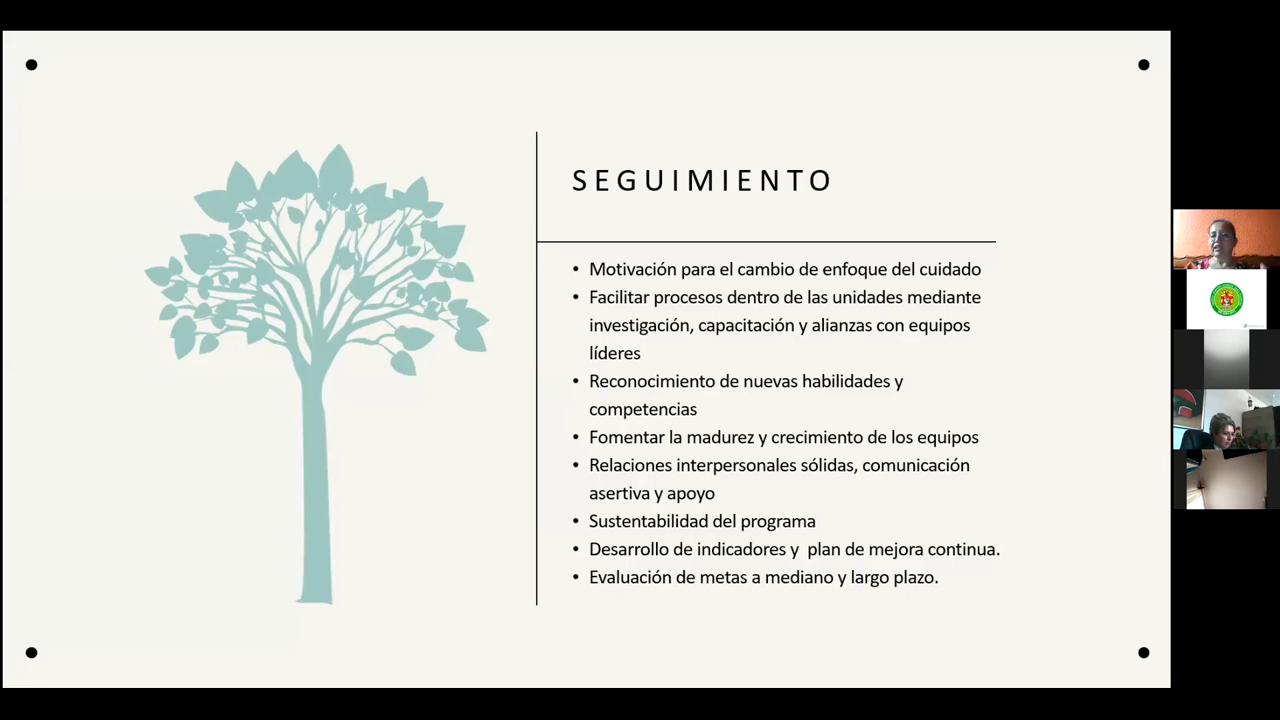 SEGUIMIENTO
• Motivación para el cambio de enfoque del cuidado
• Facilitar procesos dentro de las unidades mediante
investigación, capacitación y alianzas con equipos
líderes
• Reconocimiento de nuevas habilidades y
competencias
• Fomentar la madurez y crecimiento de los equipos
• Relaciones interpersonales sólidas, comunicación
asertiva y apoyo
• Sustentabilidad del programa
• Desarrollo de indicadores y  plan de mejora continua.
• Evaluación de metas a mediano y largo plazo.